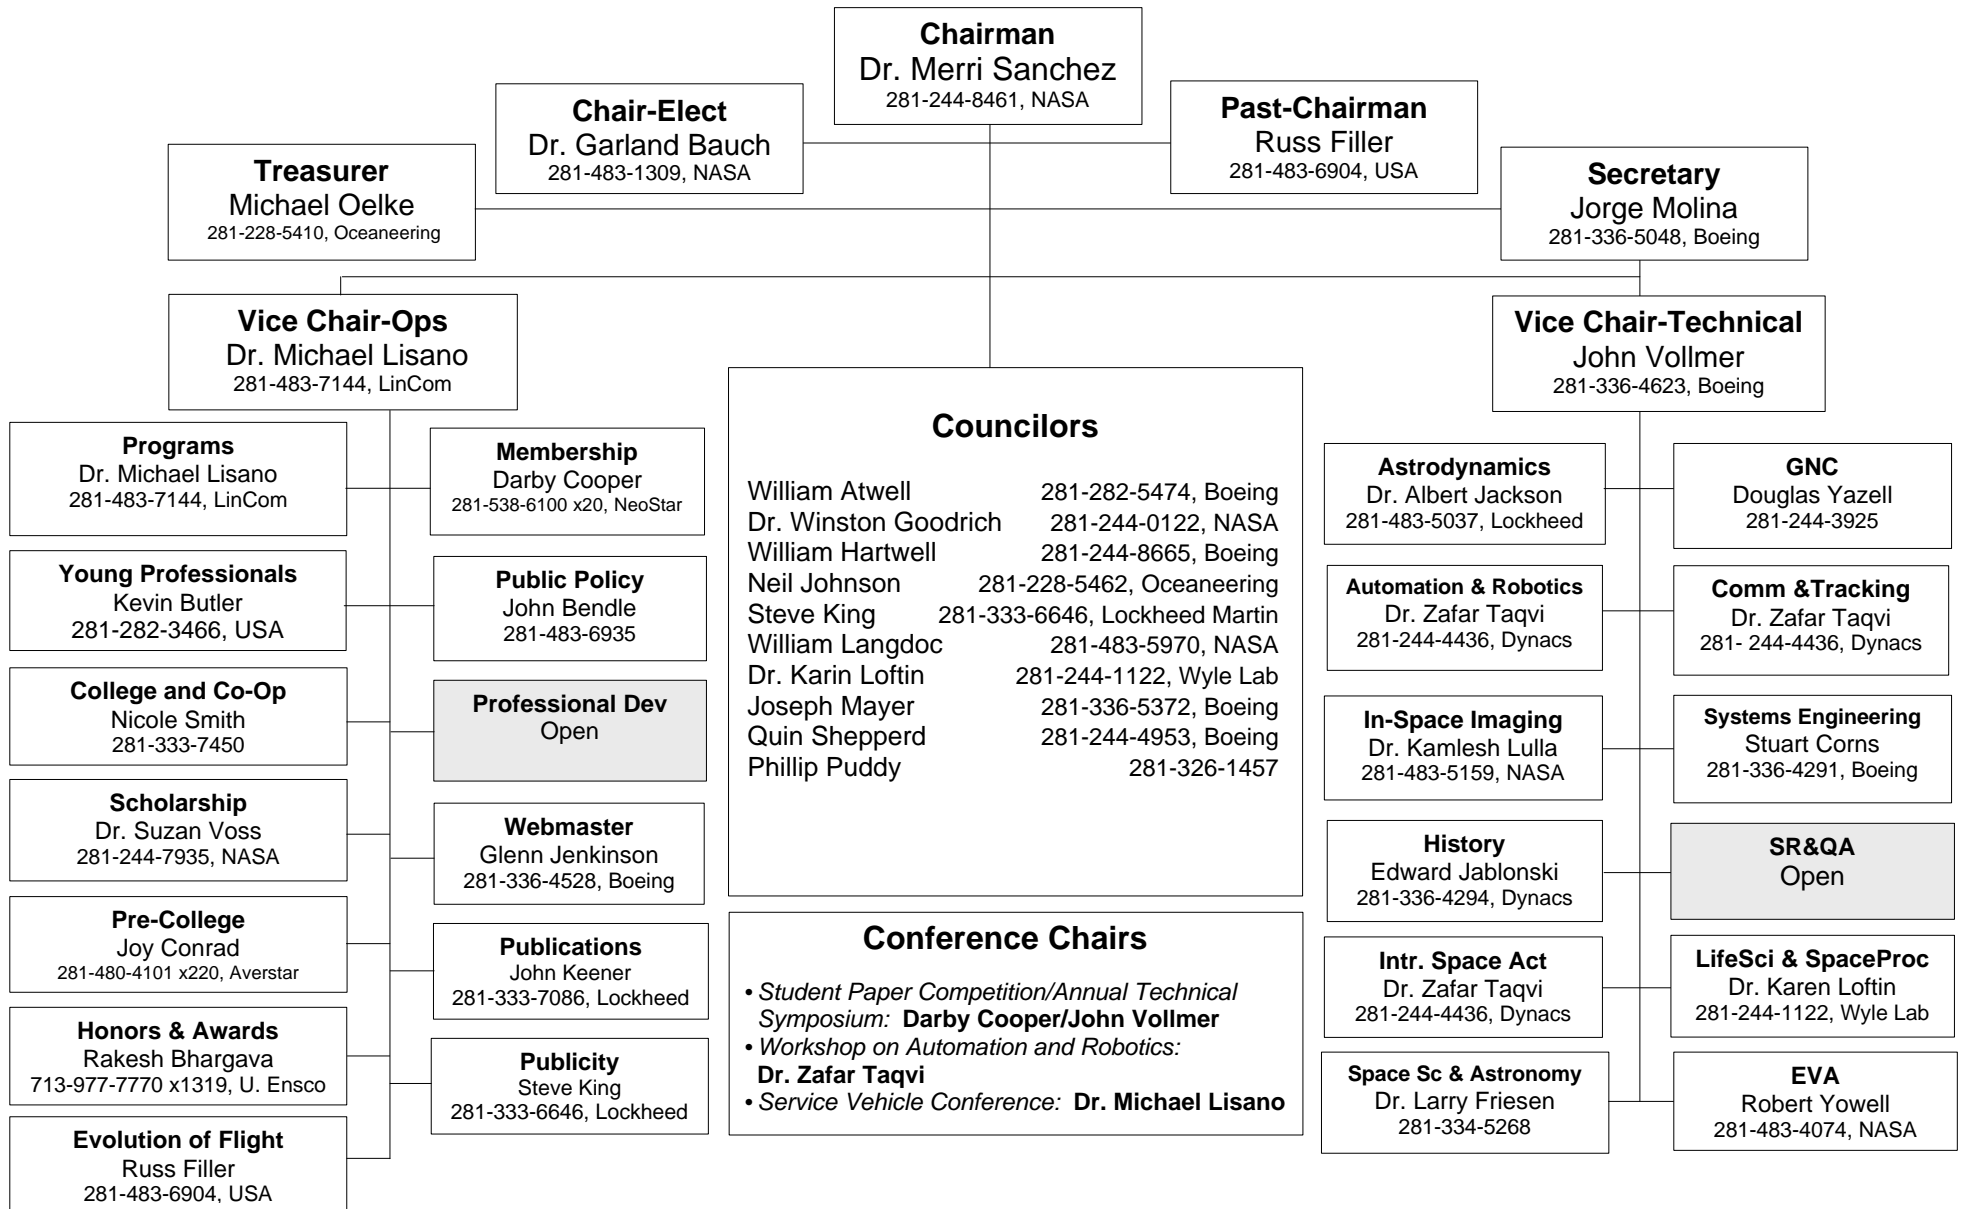 Chairman
Dr. Merri Sanchez
281-244-8461, NASA
Chair-Elect
Dr. Garland Bauch
281-483-1309, NASA
Past-Chairman
Russ Filler
281-483-6904, USA
Treasurer
Michael Oelke
281-228-5410, Oceaneering
Secretary
Jorge Molina
281-336-5048, Boeing
Vice Chair-Ops
Dr. Michael Lisano
281-483-7144, LinCom
Vice Chair-Technical
John Vollmer
281-336-4623, Boeing
Programs
Dr. Michael Lisano
281-483-7144, LinCom
Membership
Darby Cooper
281-538-6100 x20, NeoStar
Young Professionals
Kevin Butler
281-282-3466, USA
Public Policy
John Bendle
281-483-6935
College and Co-Op
Nicole Smith
281-333-7450
Professional Dev
Open
Scholarship
Dr. Suzan Voss
281-244-7935, NASA
Webmaster
Glenn Jenkinson
281-336-4528, Boeing
Pre-College
Joy Conrad
281-480-4101 x220, Averstar
Publications
John Keener
281-333-7086, Lockheed
Honors & Awards
Rakesh Bhargava
713-977-7770 x1319, U. Ensco
Publicity
Steve King
281-333-6646, Lockheed
Evolution of Flight
Russ Filler
281-483-6904, USA
Councilors
William Atwell 281-282-5474, Boeing
Dr. Winston Goodrich 281-244-0122, NASA
William Hartwell 281-244-8665, Boeing
Neil Johnson 281-228-5462, Oceaneering
Steve King 281-333-6646, Lockheed Martin
William Langdoc 281-483-5970, NASA
Dr. Karin Loftin 281-244-1122, Wyle Lab
Joseph Mayer 281-336-5372, Boeing
Quin Shepperd 281-244-4953, Boeing
Phillip Puddy 281-326-1457
Conference Chairs
• Student Paper Competition/Annual Technical
Symposium: Darby Cooper/John Vollmer
• Workshop on Automation and Robotics:
Dr. Zafar Taqvi
• Service Vehicle Conference: Dr. Michael Lisano
Astrodynamics
Dr. Albert Jackson
281-483-5037, Lockheed
GNC
Douglas Yazell
281-244-3925
Automation & Robotics
Dr. Zafar Taqvi
281-244-4436, Dynacs
Comm &Tracking
Dr. Zafar Taqvi
281- 244-4436, Dynacs
In-Space Imaging
Dr. Kamlesh Lulla
281-483-5159, NASA
Systems Engineering
Stuart Corns
281-336-4291, Boeing
History
Edward Jablonski
281-336-4294, Dynacs
SR&QA
Open
Intr. Space Act
Dr. Zafar Taqvi
281-244-4436, Dynacs
LifeSci & SpaceProc
Dr. Karen Loftin
281-244-1122, Wyle Lab
Space Sc & Astronomy
Dr. Larry Friesen
281-334-5268
EVA
Robert Yowell
281-483-4074, NASA